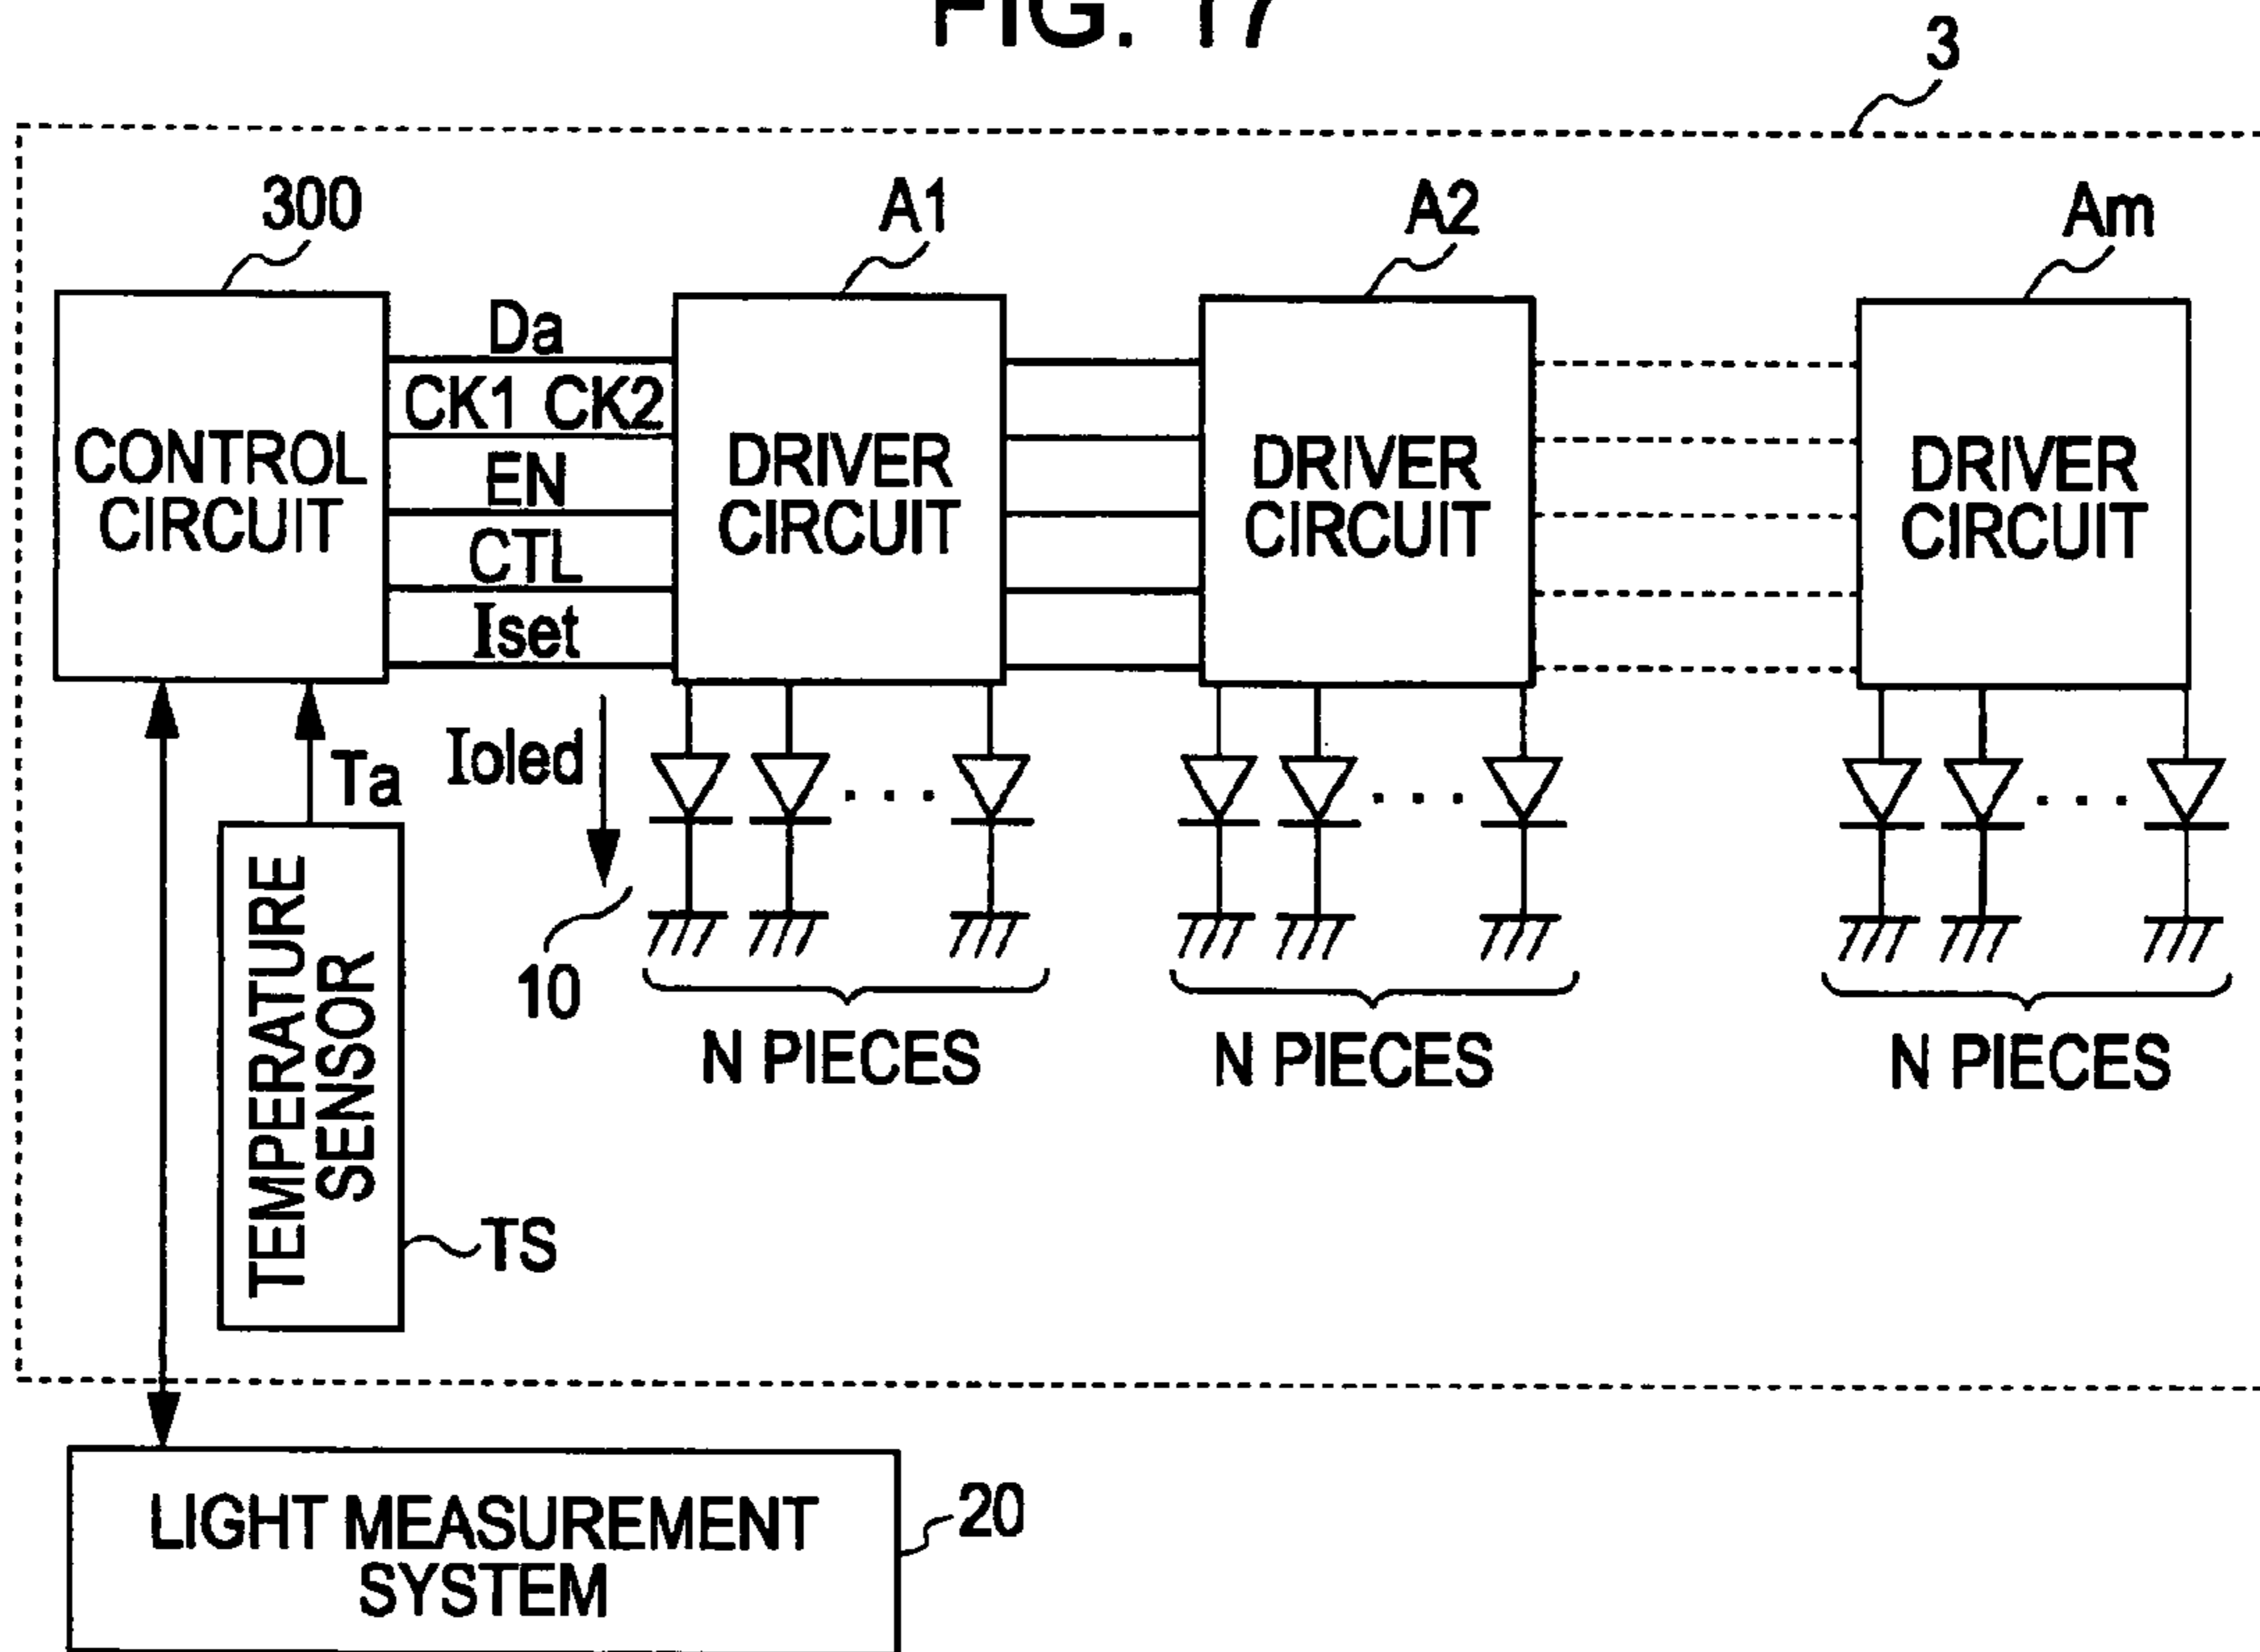 FIG. 17
3
300
A1
A2
Am
CONTROL
CIRCUIT
Da
CK1 CK2
EN
CTL
Iset
DRIVER
CIRCUIT
DRIVER
CIRCUIT
DRIVER
CIRCUIT
Ta
Ioled
10
. . .
. . .
. . .
N PIECES
N PIECES
N PIECES
TEMPERATURE
SENSOR
TS
LIGHT MEASUREMENT
SYSTEM
20